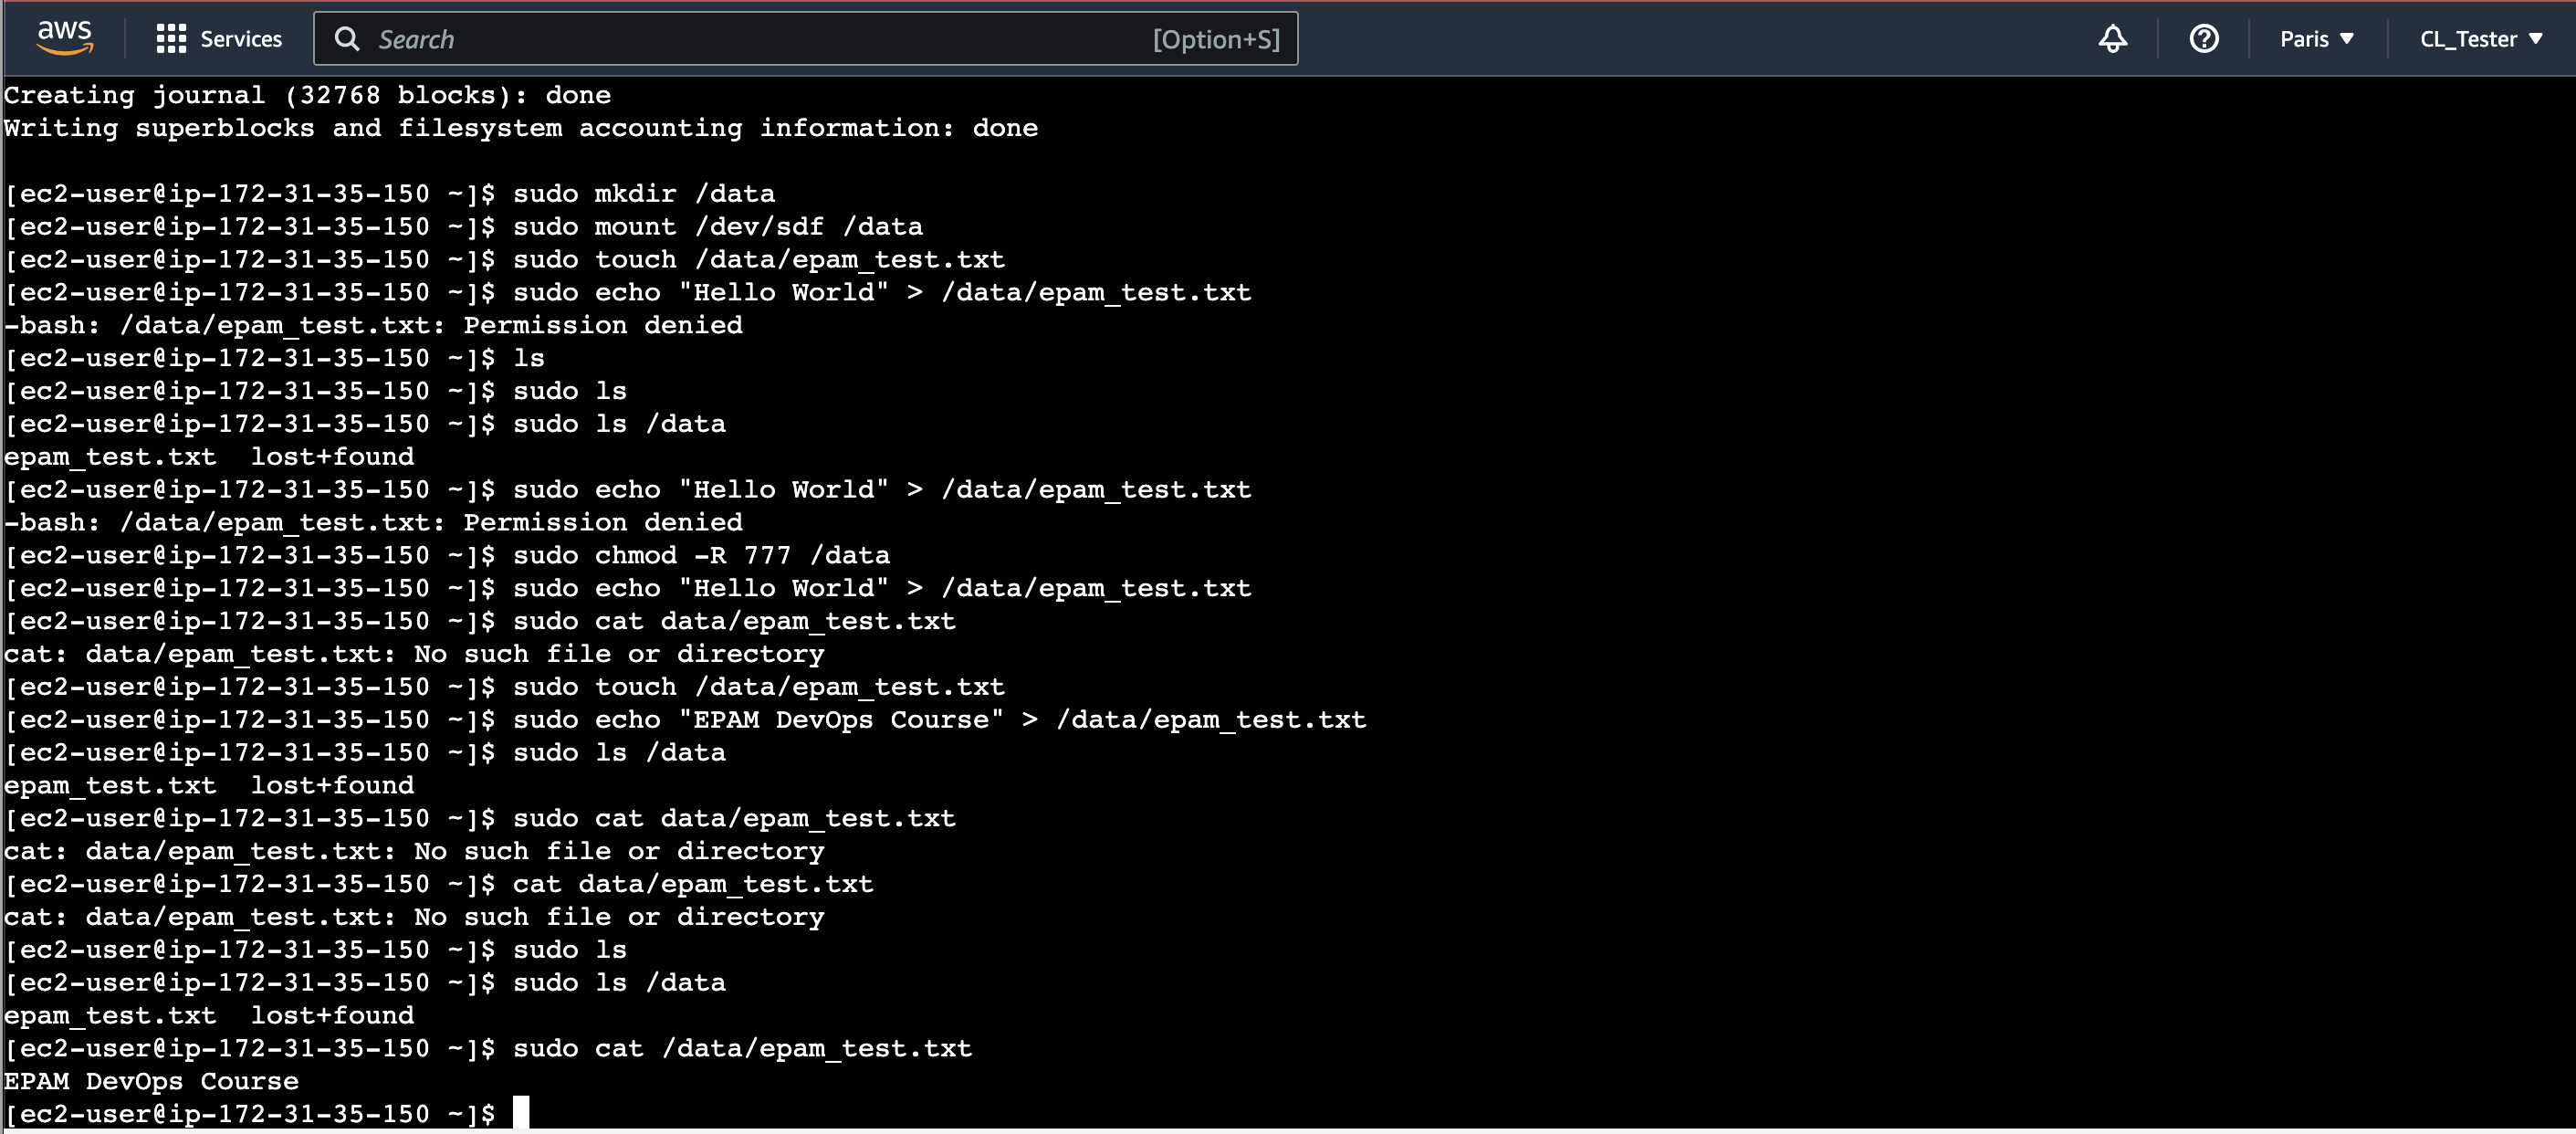 aws Services Search [Option+S] Paris CL_Tester
Creating journal (32768 blocks): done
Writing superblocks and filesystem accounting information: done
[ec2-user@ip-172-31-35-150 ~]$ sudo mkdir /data
[ec2-user@ip-172-31-35-150 ~]$ sudo mount /dev/sdf /data
[ec2-user@ip-172-31-35-150 ~]$ sudo touch /data/epam_test.txt
[ec2-user@ip-172-31-35-150 ~]$ sudo echo "Hello World" > /data/epam_test.txt
-bash: /data/epam_test.txt: Permission denied
[ec2-user@ip-172-31-35-150 ~]$ ls
[ec2-user@ip-172-31-35-150 ~]$ sudo ls
[ec2-user@ip-172-31-35-150 ~]$ sudo ls /data
epam_test.txt  lost+found
[ec2-user@ip-172-31-35-150 ~]$ sudo echo "Hello World" > /data/epam_test.txt
-bash: /data/epam_test.txt: Permission denied
[ec2-user@ip-172-31-35-150 ~]$ sudo chmod -R 777 /data
[ec2-user@ip-172-31-35-150 ~]$ sudo echo "Hello World" > /data/epam_test.txt
[ec2-user@ip-172-31-35-150 ~]$ sudo cat data/epam_test.txt
cat: data/epam_test.txt: No such file or directory
[ec2-user@ip-172-31-35-150 ~]$ sudo touch /data/epam_test.txt
[ec2-user@ip-172-31-35-150 ~]$ sudo echo "EPAM DevOps Course" > /data/epam_test.txt
[ec2-user@ip-172-31-35-150 ~]$ sudo ls /data
epam_test.txt  lost+found
[ec2-user@ip-172-31-35-150 ~]$ sudo cat data/epam_test.txt
cat: data/epam_test.txt: No such file or directory
[ec2-user@ip-172-31-35-150 ~]$ cat data/epam_test.txt
cat: data/epam_test.txt: No such file or directory
[ec2-user@ip-172-31-35-150 ~]$ sudo ls
[ec2-user@ip-172-31-35-150 ~]$ sudo ls /data
epam_test.txt  lost+found
[ec2-user@ip-172-31-35-150 ~]$ sudo cat /data/epam_test.txt
EPAM DevOps Course
[ec2-user@ip-172-31-35-150 ~]$